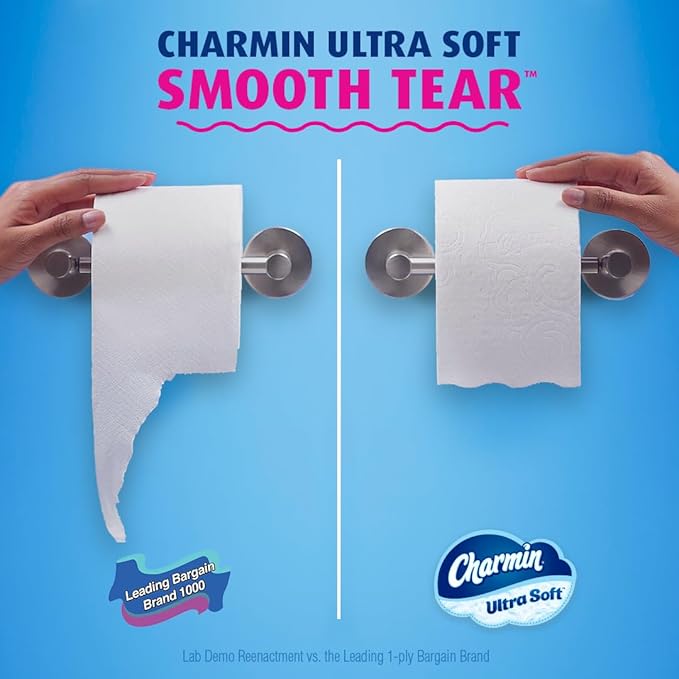 CHARMIN ULTRA SOFT
SMOOTH TEAR™
Leading Bargain
Brand 1000
Charmin
Ultra Soft™
Lab Demo Reenactment vs. the Leading 1-ply Bargain Brand